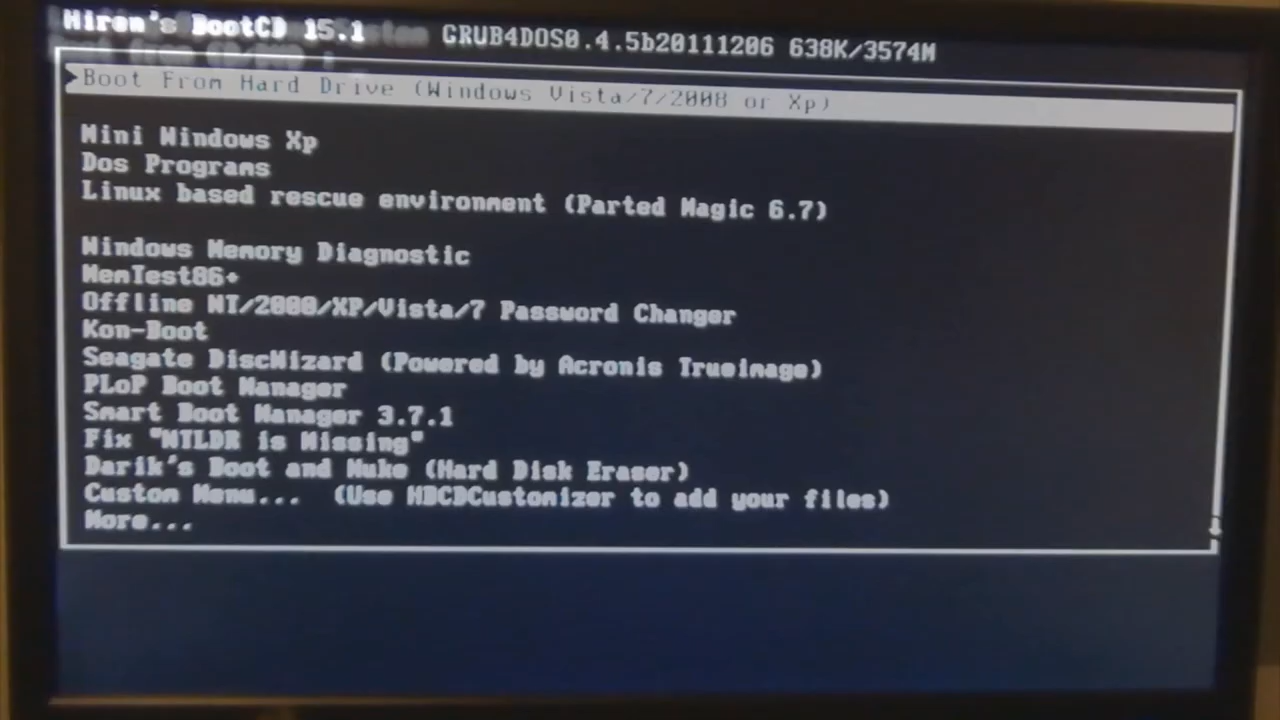 Hiren's BootCD 15.1 GRUB4DOS0.4.5b20111206 638K/3574M
Boot From Hard Drive (Windows Vista/7/2008 or Xp)
Mini Windows Xp
Dos Programs
Linux based rescue environment (Parted Magic 6.7)
Windows Memory Diagnostic
MemTest86+
Offline NT/2000/XP/Vista/7 Password Changer
Kon-Boot
Seagate DiscWizard (Powered by Acronis Trueimage)
PLoP Boot Manager
Smart Boot Manager 3.7.1
Fix "NTLDR is Missing"
Darik's Boot and Nuke (Hard Disk Eraser)
Custom Menu... (Use HBCDCustomizer to add your files)
More...